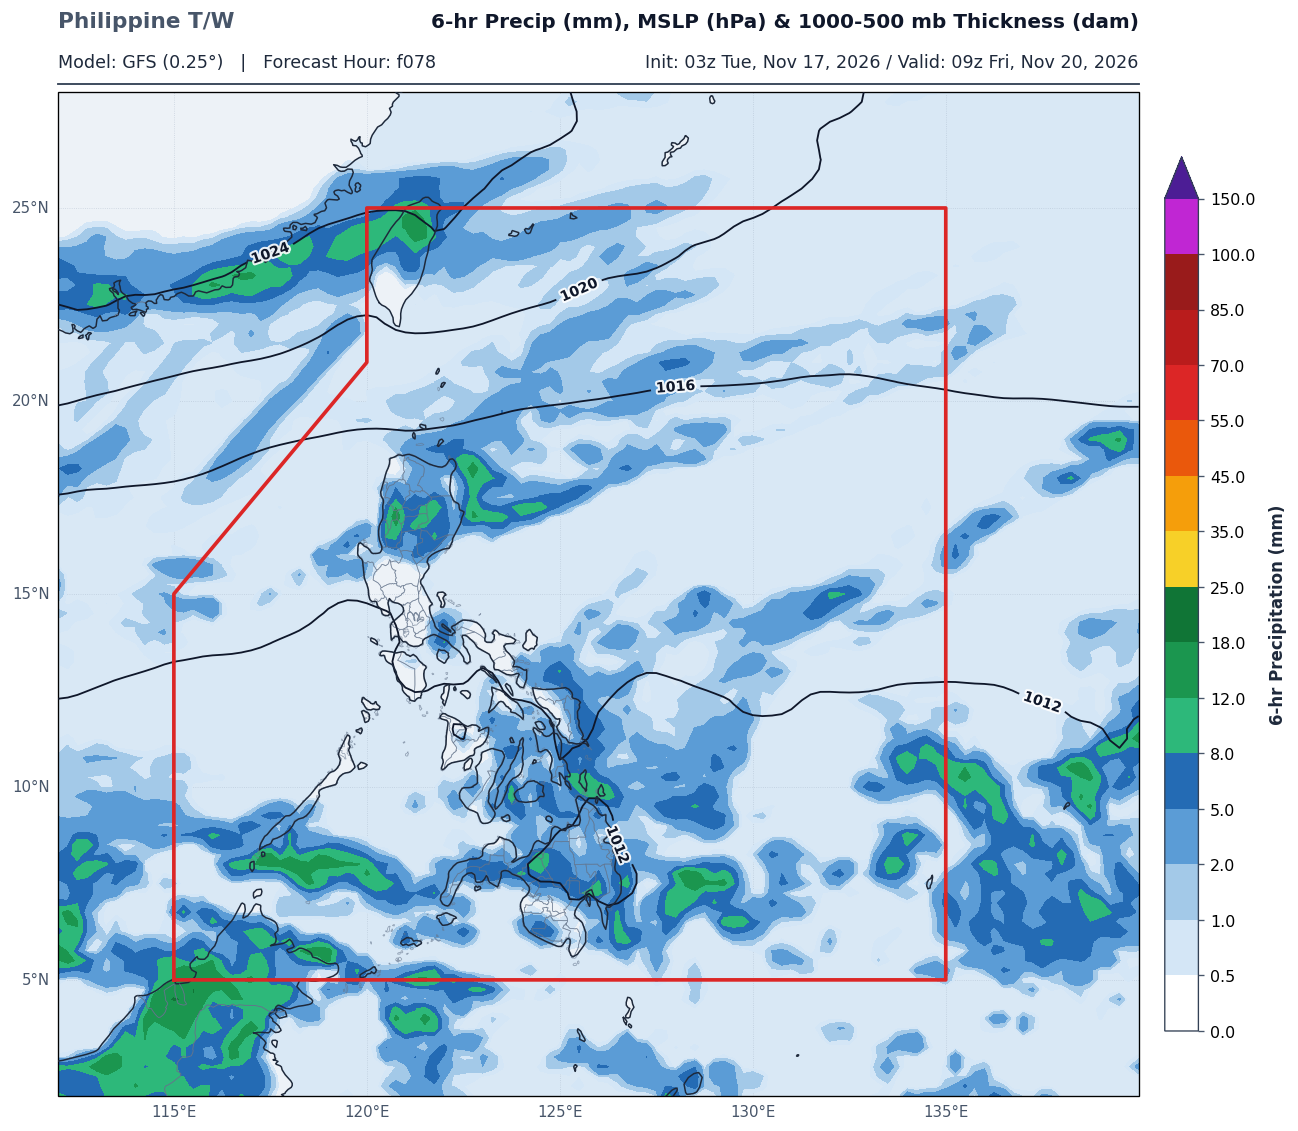 Philippine T/W
6-hr Precip (mm), MSLP (hPa) & 1000-500 mb Thickness (dam)
Model: GFS (0.25°) | Forecast Hour: f078
Init: 03z Tue, Nov 17, 2026 / Valid: 09z Fri, Nov 20, 2026
25°N
20°N
15°N
10°N
5°N
115°E
120°E
125°E
130°E
135°E
1024
1020
1016
1012
1012
150.0
100.0
85.0
70.0
55.0
45.0
35.0
25.0
18.0
12.0
8.0
5.0
2.0
1.0
0.5
0.0
6-hr Precipitation (mm)